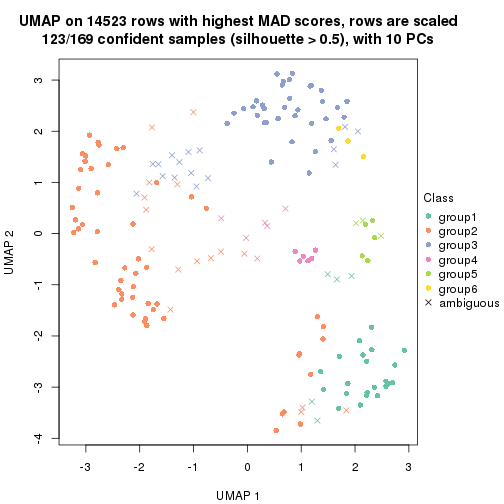 UMAP on 14523 rows with highest MAD scores, rows are scaled
123/169 confident samples (silhouette > 0.5), with 10 PCs
3
2
1
0
-1
-2
-3
-4
UMAP 2
-3
-2
-1
0
1
2
3
UMAP 1
Class
group1
group2
group3
group4
group5
group6
ambiguous